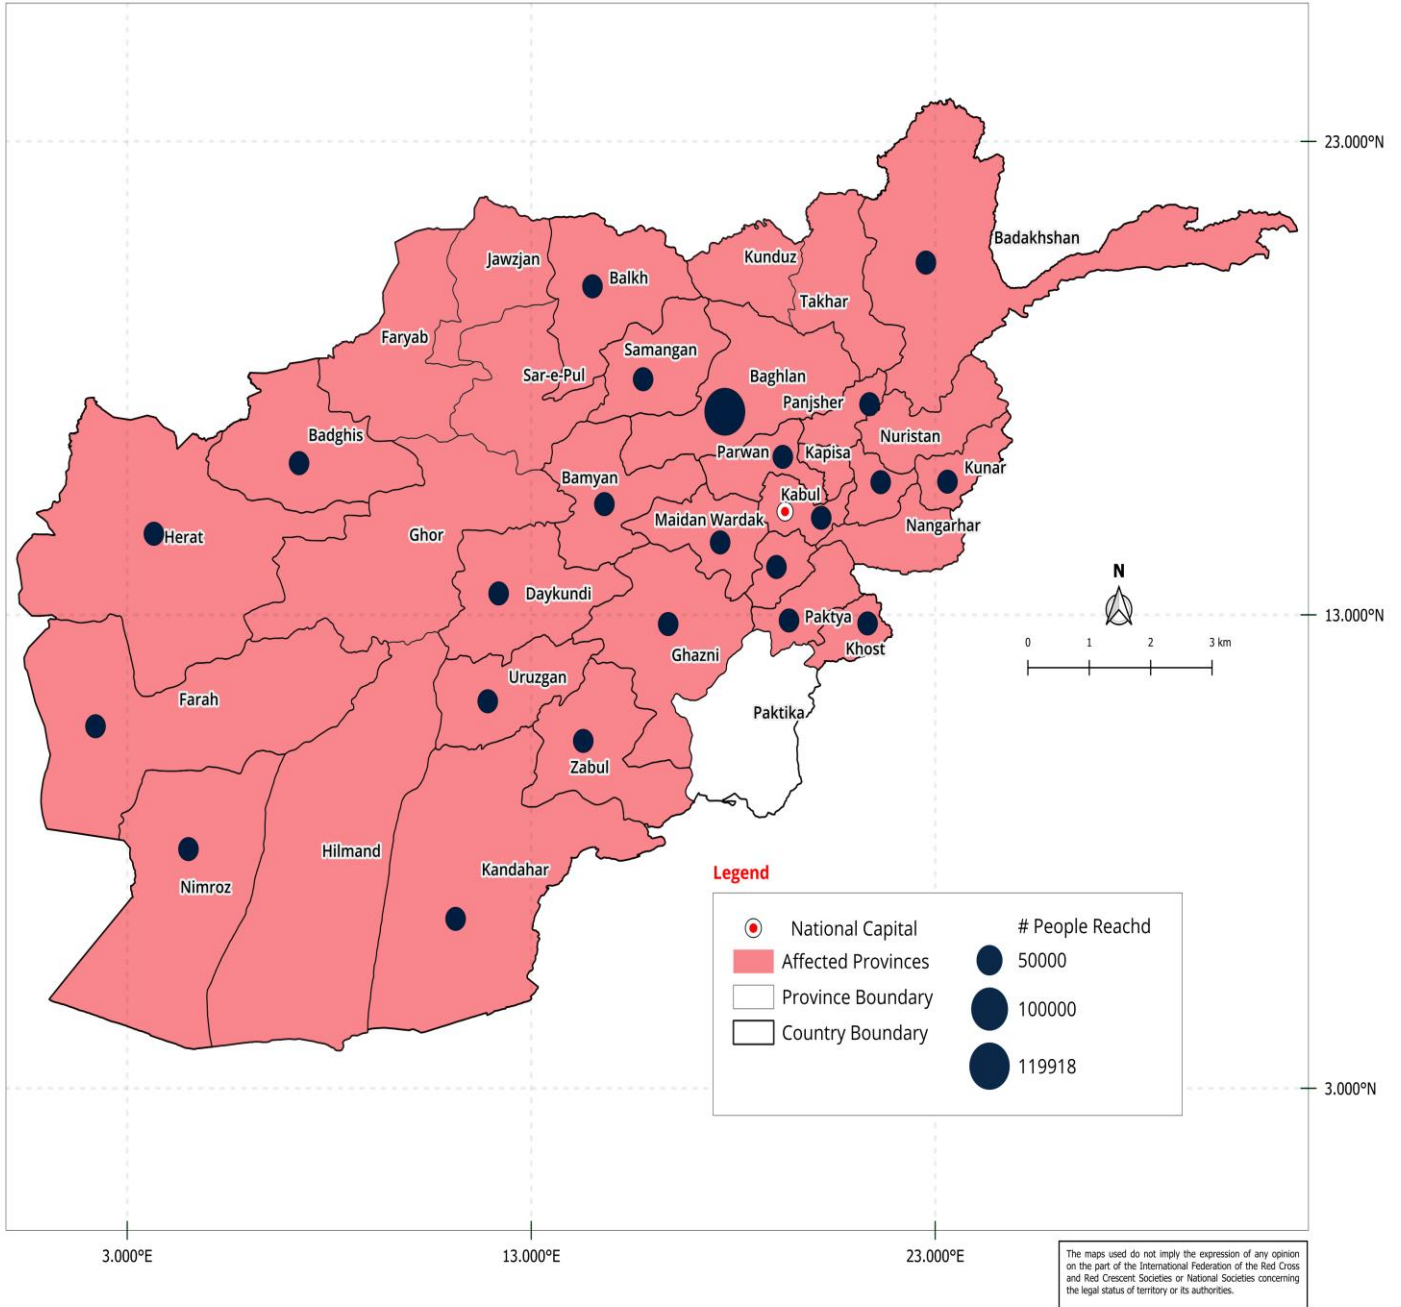 23.000°N
Badakhshan
Jawzjan
Kunduz
Balkh
Takhar
Faryab
Samangan
Sar-e-Pul
Baghlan
Panjsher
Badghis
Nuristan
Parwan
Kapisa
Kunar
Bamyan
Kabul
Maidan Wardak
Nangarhar
Herat
Ghor
N
Daykundi
13.000°N
Paktya
0 1 2 3 km
Khost
Ghazni
Uruzgan
Farah
Paktika
Zabul
Hilmand
Kandahar
Nimroz
Legend
National Capital
Affected Provinces
Province Boundary
Country Boundary
# People Reachd
50000
100000
119918
3.000°N
3.000°E
13.000°E
23.000°E
The maps used do not imply the expression of any opinion
on the part of the International Federation of the Red Cross
and Red Crescent Societies or National Societies concerning
the legal status of territory or its authorities.